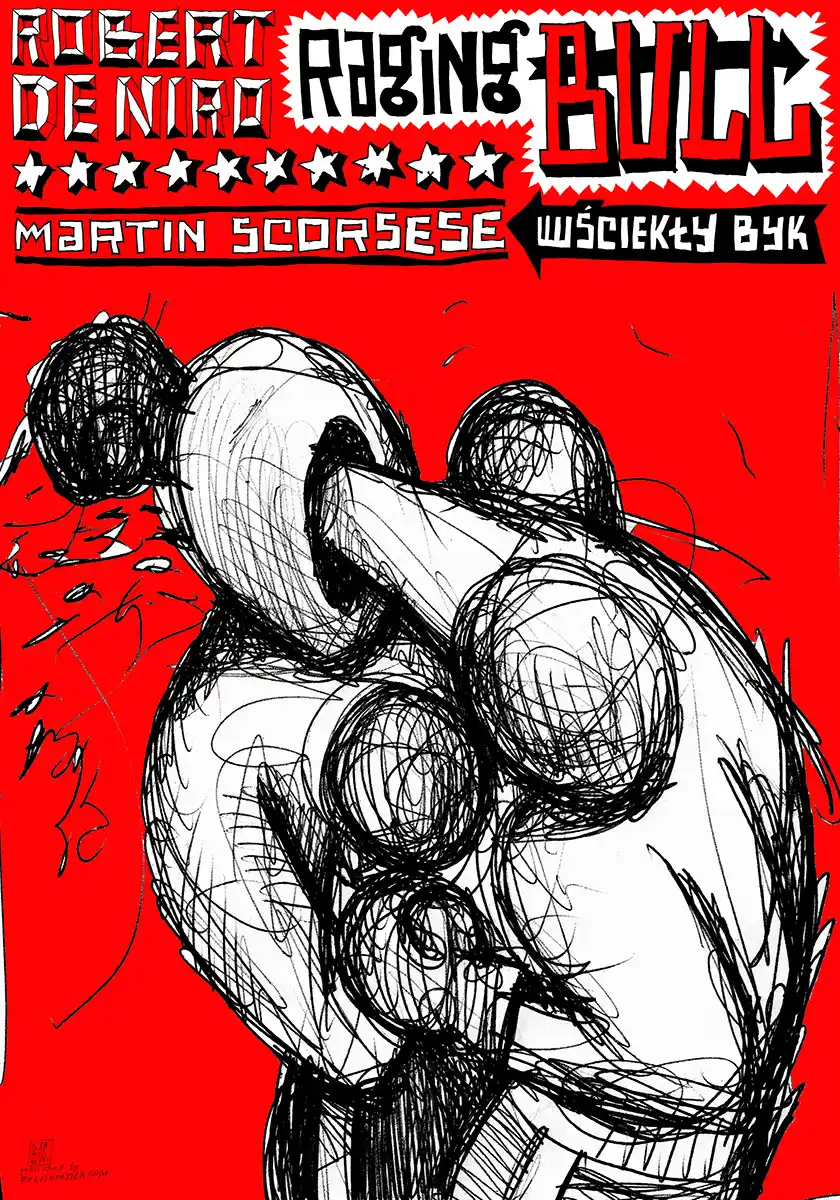 ROBERT
DE NIRO
RagiNg
BULL
MaRTIN SCORSESE
WŚCIEKŁY BYK